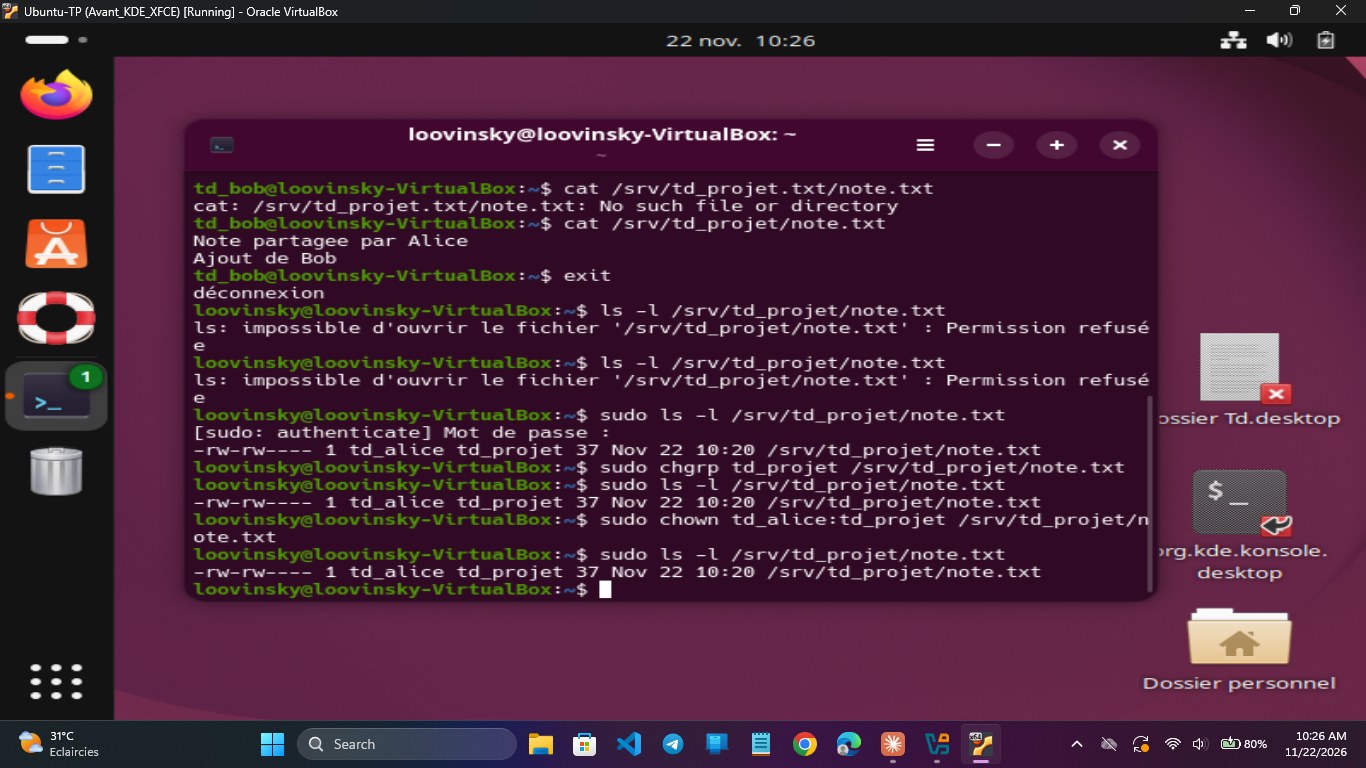 Ubuntu-TP (Avant_KDE_XFCE) [Running] - Oracle VirtualBox
22 nov. 10:26
loovinsky@loovinsky-VirtualBox: ~
~
td_bob@loovinsky-VirtualBox:~$ cat /srv/td_projet.txt/note.txt
cat: /srv/td_projet.txt/note.txt: No such file or directory
td_bob@loovinsky-VirtualBox:~$ cat /srv/td_projet/note.txt
Note partagee par Alice
Ajout de Bob
td_bob@loovinsky-VirtualBox:~$ exit
déconnexion
loovinsky@loovinsky-VirtualBox:~$ ls -l /srv/td_projet/note.txt
ls: impossible d'ouvrir le fichier '/srv/td_projet/note.txt' : Permission refusé
e
loovinsky@loovinsky-VirtualBox:~$ ls -l /srv/td_projet/note.txt
ls: impossible d'ouvrir le fichier '/srv/td_projet/note.txt' : Permission refusé
e
loovinsky@loovinsky-VirtualBox:~$ sudo ls -l /srv/td_projet/note.txt
[sudo: authenticate] Mot de passe :
-rw-rw---- 1 td_alice td_projet 37 Nov 22 10:20 /srv/td_projet/note.txt
loovinsky@loovinsky-VirtualBox:~$ sudo chgrp td_projet /srv/td_projet/note.txt
loovinsky@loovinsky-VirtualBox:~$ sudo ls -l /srv/td_projet/note.txt
-rw-rw---- 1 td_alice td_projet 37 Nov 22 10:20 /srv/td_projet/note.txt
loovinsky@loovinsky-VirtualBox:~$ sudo chown td_alice:td_projet /srv/td_projet/n
ote.txt
loovinsky@loovinsky-VirtualBox:~$ sudo ls -l /srv/td_projet/note.txt
-rw-rw---- 1 td_alice td_projet 37 Nov 22 10:20 /srv/td_projet/note.txt
loovinsky@loovinsky-VirtualBox:~$
1
>_
ossier Td.desktop
$ _
org.kde.konsole.
desktop
Dossier personnel
31°C
Eclaircies
Search
80%
10:26 AM
11/22/2026